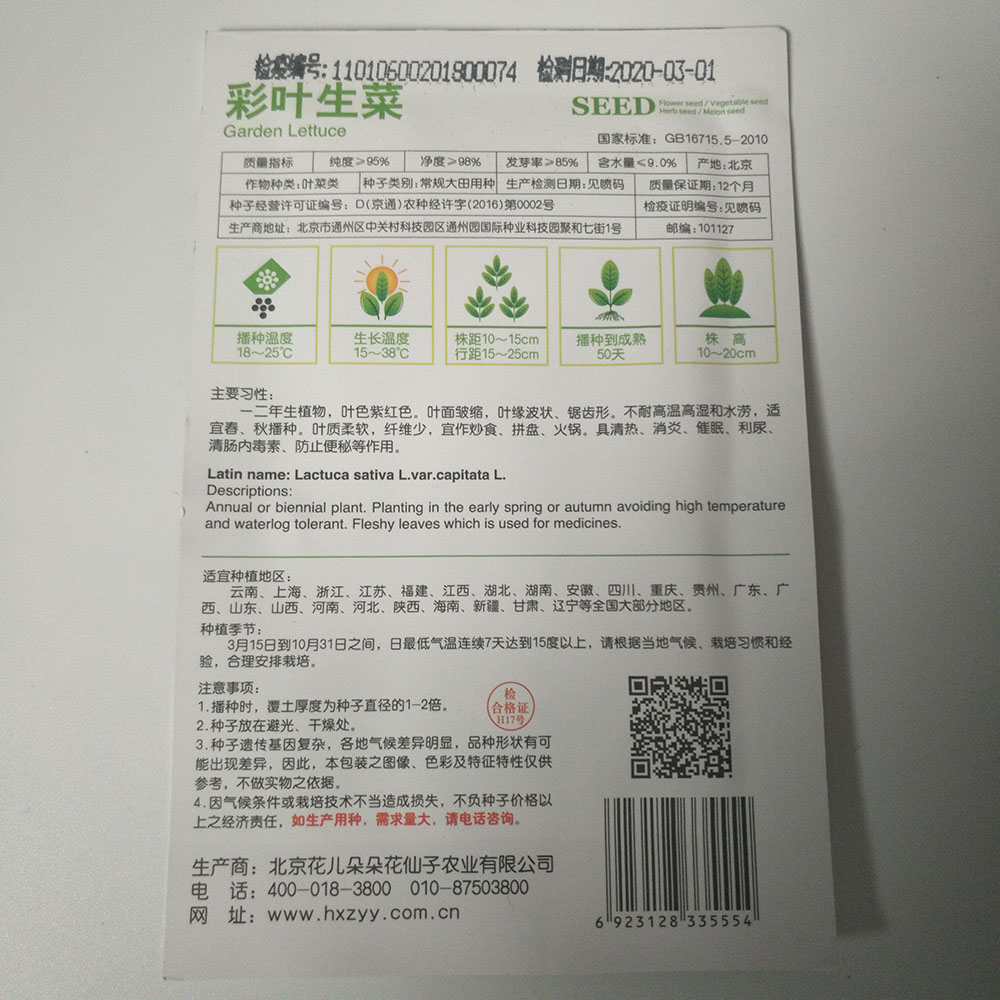 检疫编号:11010600201900074 检测日期:2020-03-01
彩叶生菜
Garden Lettuce
SEED Flower seed / Vegetable seed
Herb seed / Melon seed
国家标准：GB16715.5-2010
质量指标 纯度≥95% 净度≥98% 发芽率≥85% 含水量≤9.0% 产地:北京
作物种类:叶菜类 种子类别:常规大田用种 生产检测日期:见喷码 质量保证期:12个月
种子经营许可证编号：D(京通)农种经许字(2016)第0002号 检疫证明编号:见喷码
生产商地址：北京市通州区中关村科技园区通州园国际种业科技园聚和七街1号 邮编:101127
播种温度 生长温度 株距10～15cm 播种到成熟 株 高
18～25℃ 15～38℃ 行距15～25cm 50天 10～20cm
主要习性：
一二年生植物，叶色紫红色。叶面皱缩，叶缘波状、锯齿形。不耐高温高湿和水涝，适
宜春、秋播种。叶质柔软，纤维少，宜作炒食、拼盘、火锅。具清热、消炎、催眠、利尿、
清肠内毒素、防止便秘等作用。
Latin name: Lactuca sativa L.var.capitata L.
Descriptions:
Annual or biennial plant. Planting in the early spring or autumn avoiding high temperature
and waterlog tolerant. Fleshy leaves which is used for medicines.
适宜种植地区：
云南、上海、浙江、江苏、福建、江西、湖北、湖南、安徽、四川、重庆、贵州、广东、广
西、山东、山西、河南、河北、陕西、海南、新疆、甘肃、辽宁等全国大部分地区。
种植季节：
3月15日到10月31日之间，日最低气温连续7天达到15度以上，请根据当地气候、栽培习惯和经
验，合理安排栽培。
注意事项：
1.播种时，覆土厚度为种子直径的1-2倍。
2.种子放在避光、干燥处。
3.种子遗传基因复杂，各地气候差异明显，品种形状有可
能出现差异，因此，本包装之图像、色彩及特征特性仅供
参考，不做实物之依据。
4.因气候条件或栽培技术不当造成损失，不负种子价格以
上之经济责任，如生产用种，需求量大，请电话咨询。
检
合格证
H17号
生产商：北京花儿朵朵花仙子农业有限公司
电 话：400-018-3800 010-87503800
网 址：www.hxzyy.com.cn
6 923128 335554